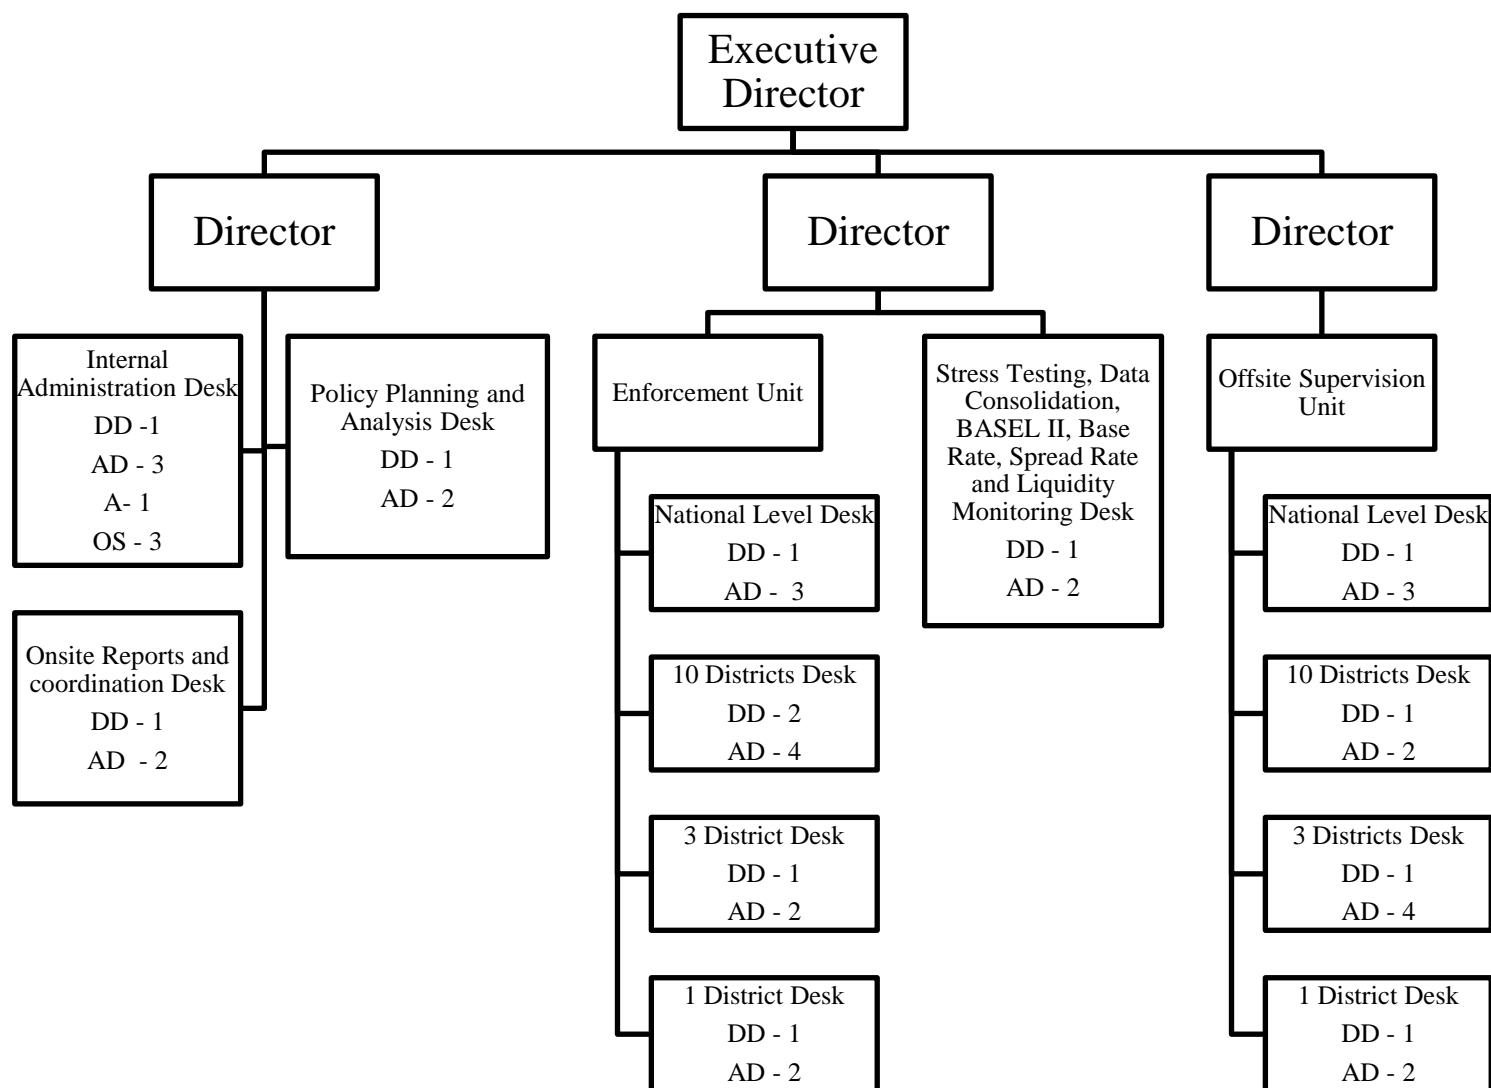 Executive
Director
Director
Director
Director
Internal
Administration Desk
DD -1
AD - 3
A- 1
OS - 3
Policy Planning and
Analysis Desk
DD - 1
AD - 2
Onsite Reports and
coordination Desk
DD - 1
AD  - 2
Enforcement Unit
National Level Desk
DD - 1
AD -  3
10 Districts Desk
DD - 2
AD - 4
3 District Desk
DD - 1
AD - 2
1 District Desk
DD - 1
AD - 2
Stress Testing, Data
Consolidation,
BASEL II, Base
Rate, Spread Rate
and Liquidity
Monitoring Desk
DD - 1
AD - 2
Offsite Supervision
Unit
National Level Desk
DD - 1
AD - 3
10 Districts Desk
DD - 1
AD - 2
3 Districts Desk
DD - 1
AD - 4
1 District Desk
DD - 1
AD - 2